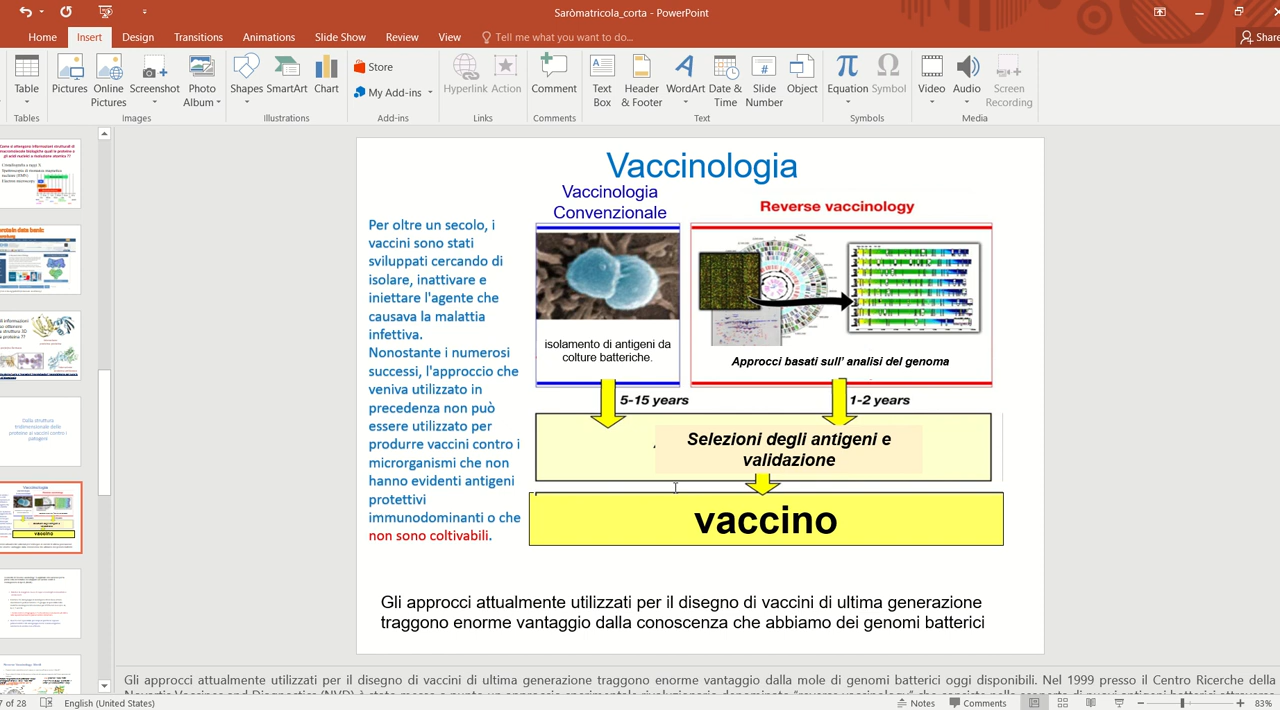 Saròmatricola_corta - PowerPoint
Home Insert Design Transitions Animations Slide Show Review View Tell me what you want to do... Share
Table Pictures Online Pictures Screenshot Photo Album Shapes SmartArt Chart Store My Add-ins Hyperlink Action Comment Text Box Header & Footer WordArt Date & Time Slide Number Object Equation Symbol Video Audio Screen Recording
Tables Images Illustrations Add-ins Links Comments Text Symbols Media
Dalla struttura
tridimensionale delle
proteine ai vaccini contro i
patogeni
Vaccinologia
Vaccinologia
Convenzionale
Reverse vaccinology
Per oltre un secolo, i
vaccini sono stati
sviluppati cercando di
isolare, inattivare e
iniettare l'agente che
causava la malattia
infettiva.
Nonostante i numerosi
successi, l'approccio che
veniva utilizzato in
precedenza non può
essere utilizzato per
produrre vaccini contro i
microrganismi che non
hanno evidenti antigeni
protettivi
immunodominanti o che
non sono coltivabili.
isolamento di antigeni da
colture batteriche.
Approcci basati sull' analisi del genoma
5-15 years
1-2 years
Selezioni degli antigeni e
validazione
vaccino
Gli approcci attualmente utilizzati per il disegno di vaccini di ultima generazione
traggono enorme vantaggio dalla conoscenza che abbiamo dei genomi batterici
Gli approcci attualmente utilizzati per il disegno di vaccini di ultima generazione traggono enorme vantaggio dalla mole di genomi batterici oggi disponibili. Nel 1999 presso il Centro Ricerche della
7 of 28 English (United States) Notes Comments 83%